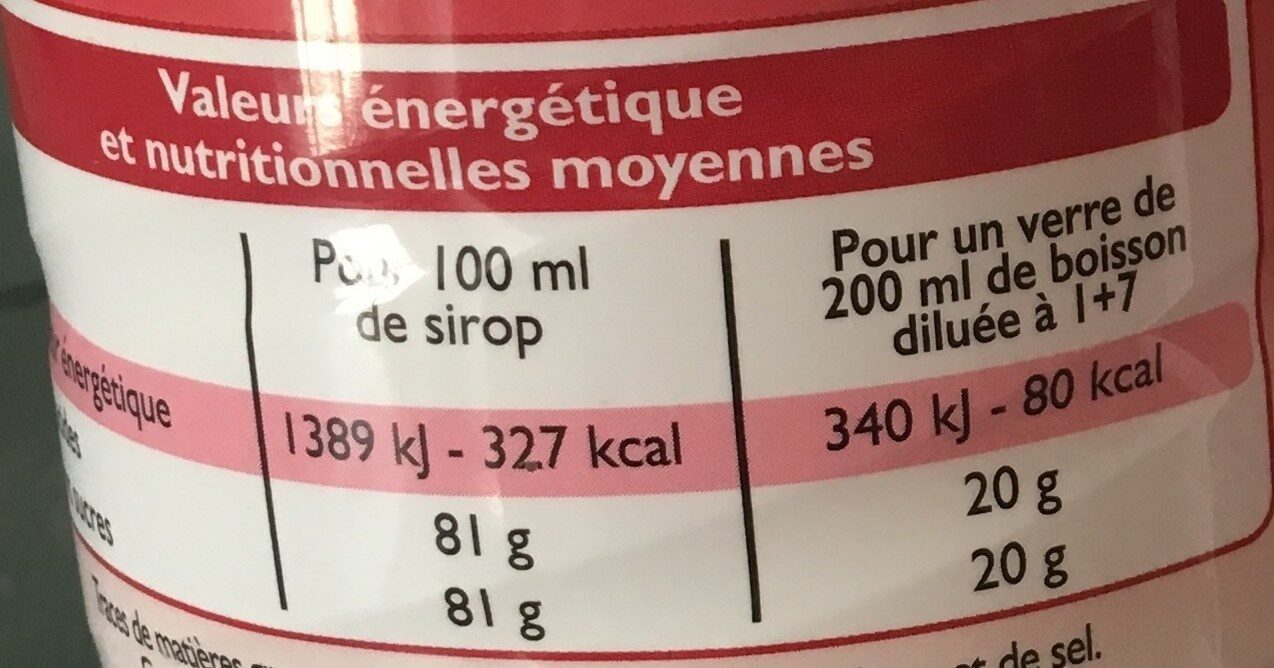 Valeurs énergétique
et nutritionnelles moyennes
Pour 100 ml
de sirop
Pour un verre de
200 ml de boisson
diluée à 1+7
énergétique 1389 kJ - 327 kcal 340 kJ - 80 kcal
81 g 20 g
sucres 81 g 20 g
Traces de matières
de sel.